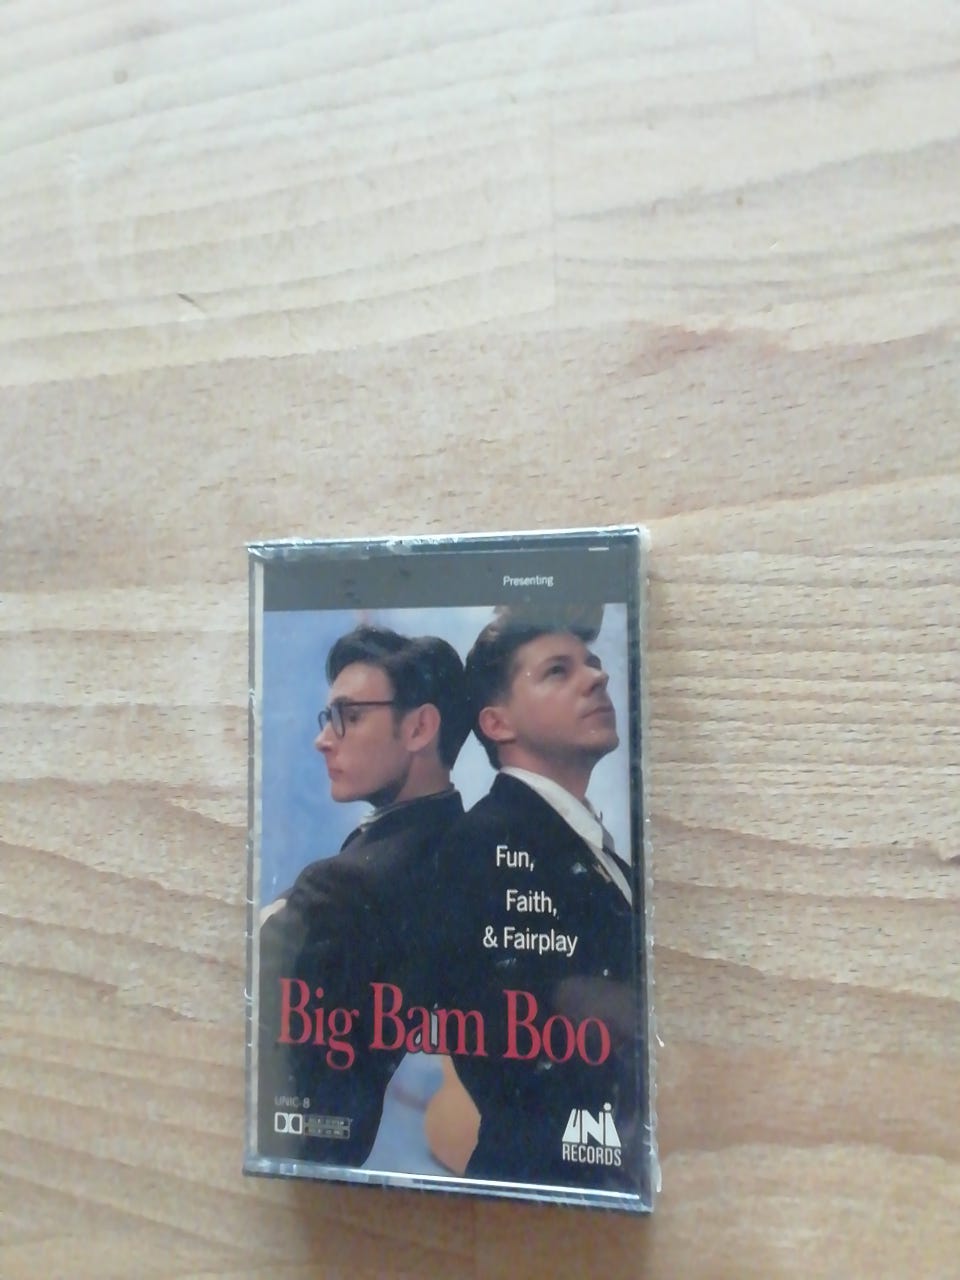 Presenting
Fun,
Faith,
& Fairplay
Big Bam Boo
UNIC-8
UNi
RECORDS